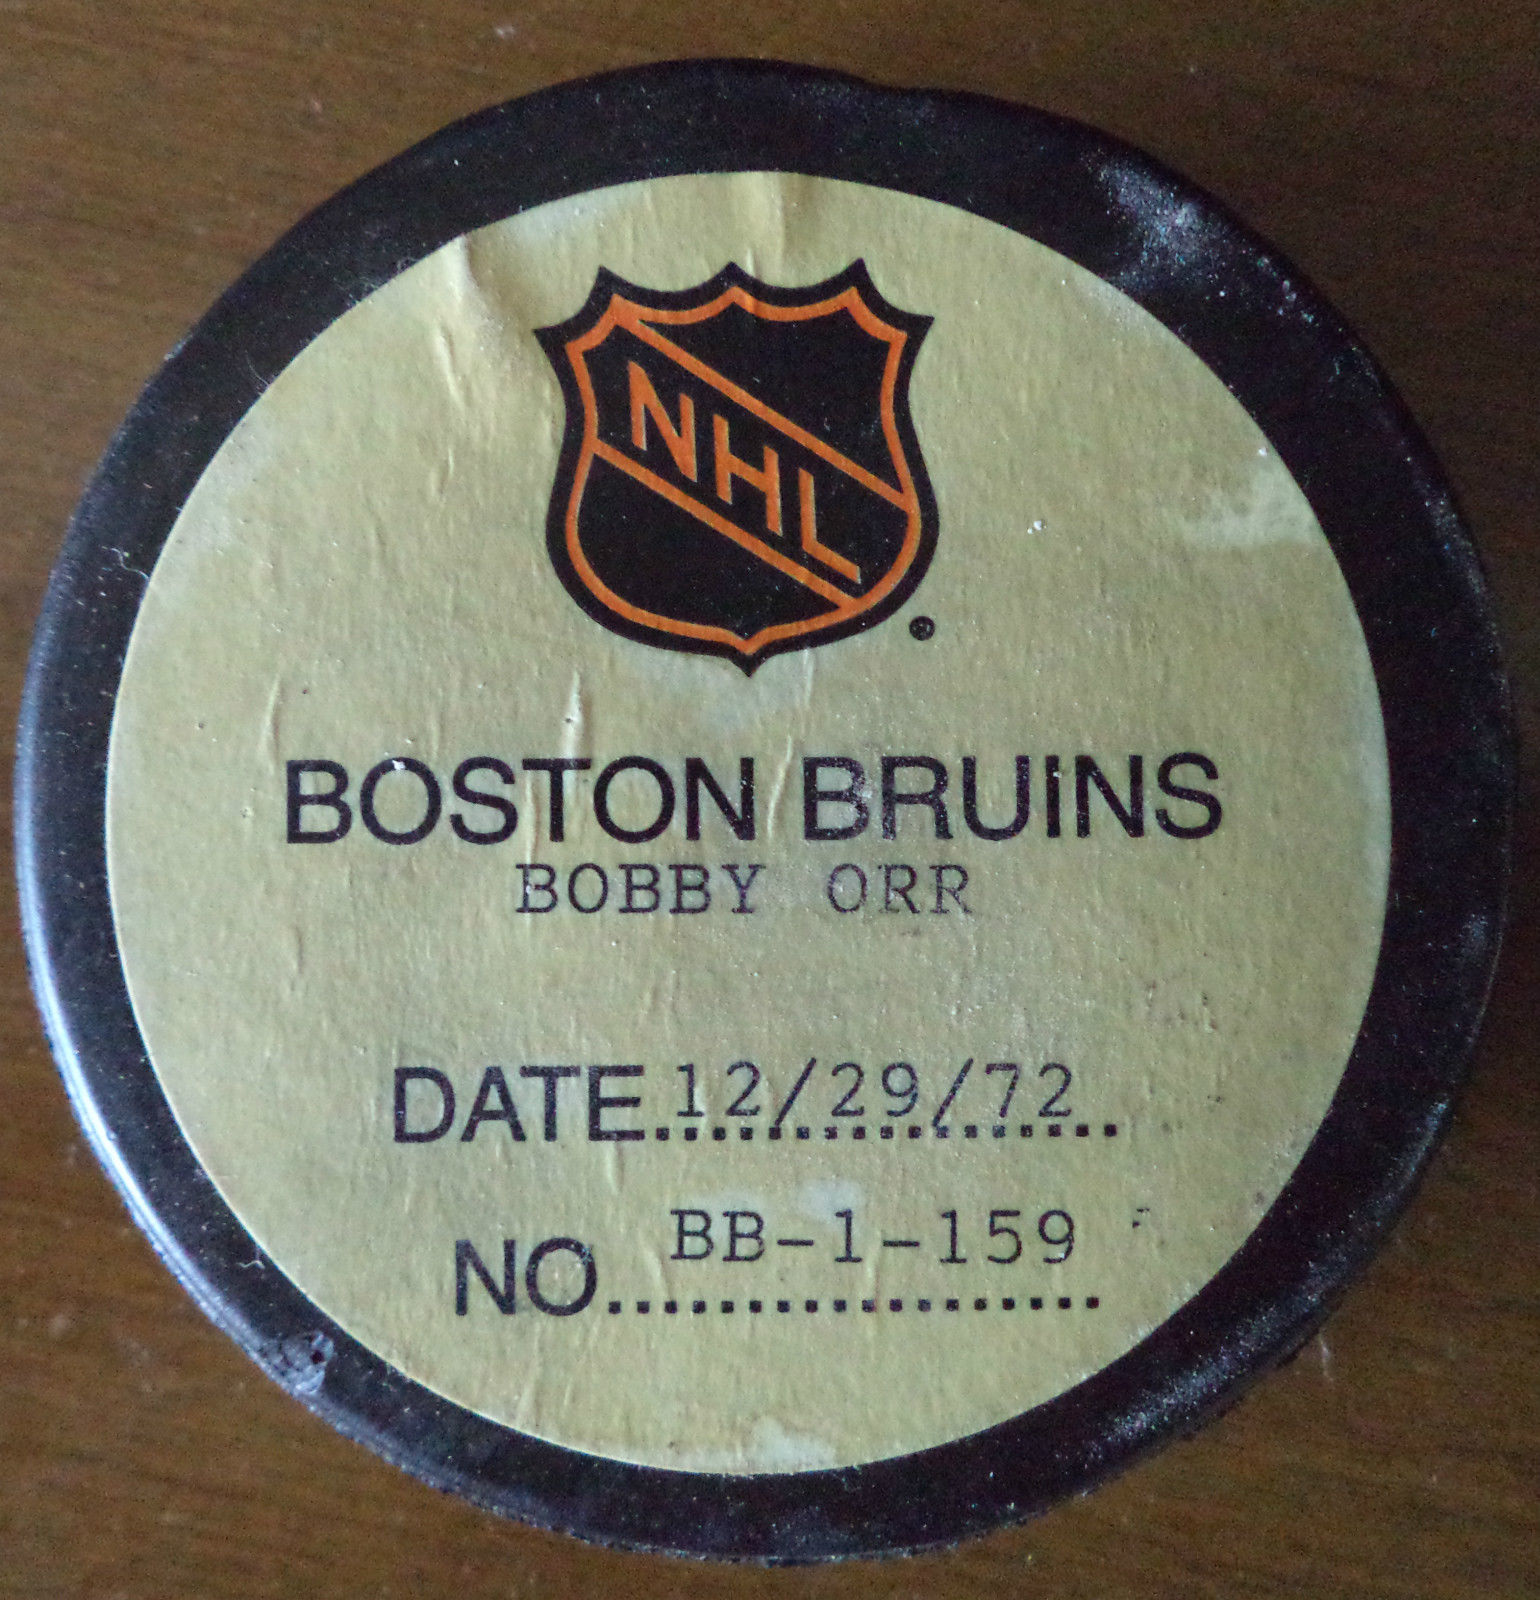 NHL
BOSTON BRUINS
BOBBY ORR
DATE 12/29/72
NO BB-1-159